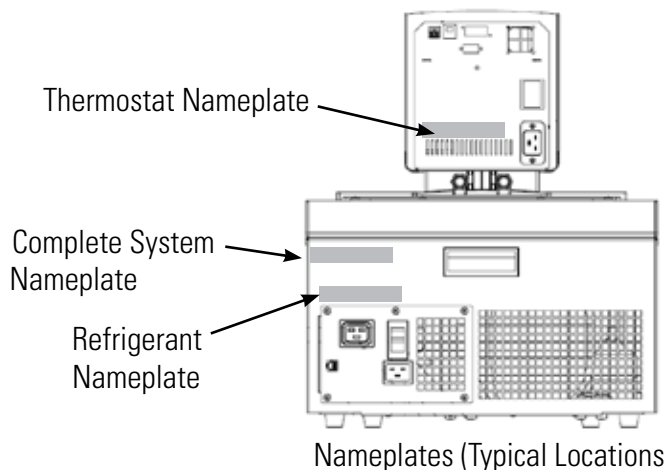 Thermostat Nameplate
Complete System
Nameplate
Refrigerant
Nameplate
Nameplates (Typical Locations